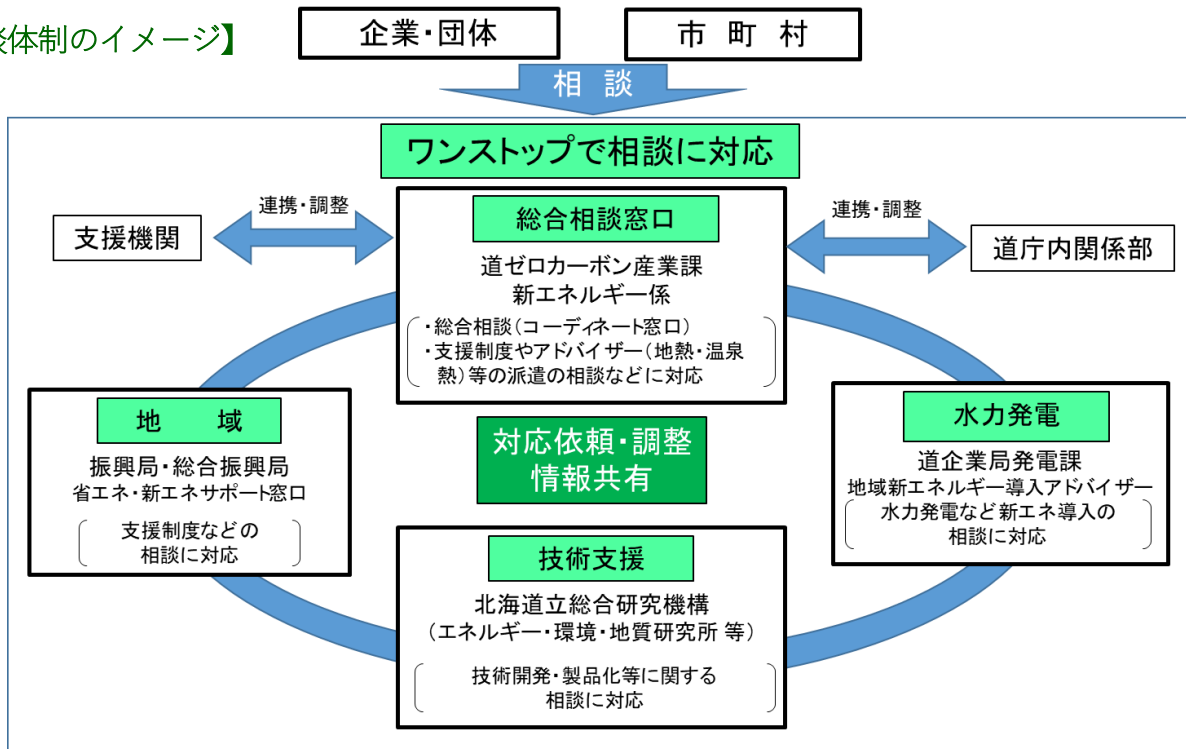 体制のイメージ】
企業・団体
市 町 村
相 談
ワンストップで相談に対応
連携・調整
支援機関
総合相談窓口
道ゼロカーボン産業課
新エネルギー係
・総合相談（コーディネート窓口）
・支援制度やアドバイザー（地熱・温泉
熱）等の派遣の相談などに対応
連携・調整
道庁内関係部
地 域
振興局・総合振興局
省エネ・新エネサポート窓口
支援制度などの
相談に対応
対応依頼・調整
情報共有
水力発電
道企業局発電課
地域新エネルギー導入アドバイザー
水力発電など新エネ導入の
相談に対応
技術支援
北海道立総合研究機構
（エネルギー・環境・地質研究所 等）
技術開発・製品化等に関する
相談に対応